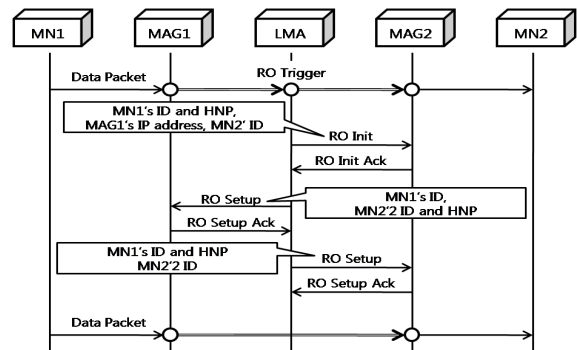 MN1
MAG1
LMA
MAG2
MN2
Data Packet
RO Trigger
MN1's ID and HNP,
MAG1's IP address, MN2' ID
RO Init
RO Init Ack
MN1's ID,
MN2'2 ID and HNP
RO Setup
RO Setup Ack
MN1's ID and HNP
MN2'2 ID
RO Setup
RO Setup Ack
Data Packet